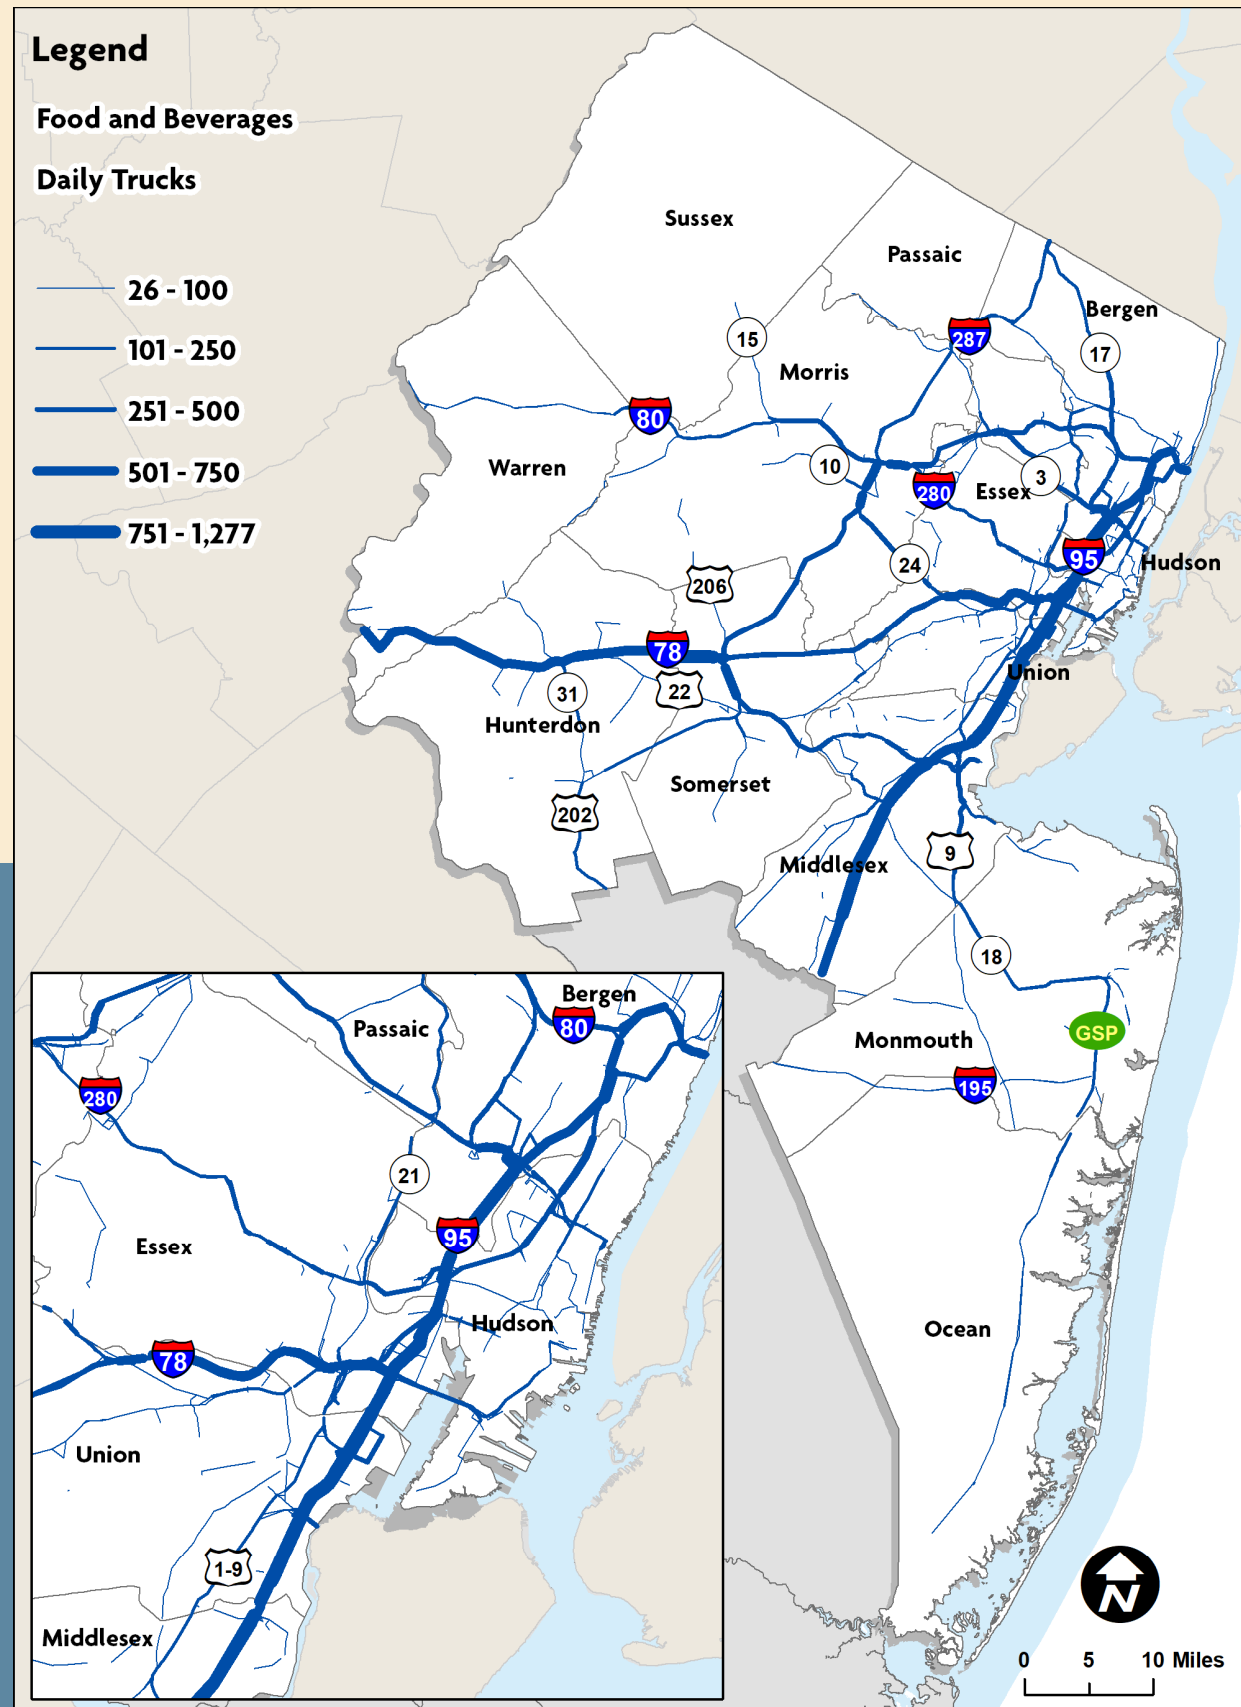 Legend
Food and Beverages
Daily Trucks
26 - 100
101 - 250
251 - 500
501 - 750
751 - 1,277
Sussex
Passaic
Bergen
287
15
17
Morris
80
Warren
10
280
Essex
3
95
Hudson
24
206
78
22
Union
31
Hunterdon
Somerset
202
9
Middlesex
18
GSP
Monmouth
195
Ocean
Bergen
80
Passaic
280
21
95
Essex
Hudson
78
Union
1-9
Middlesex
N
0 5 10 Miles